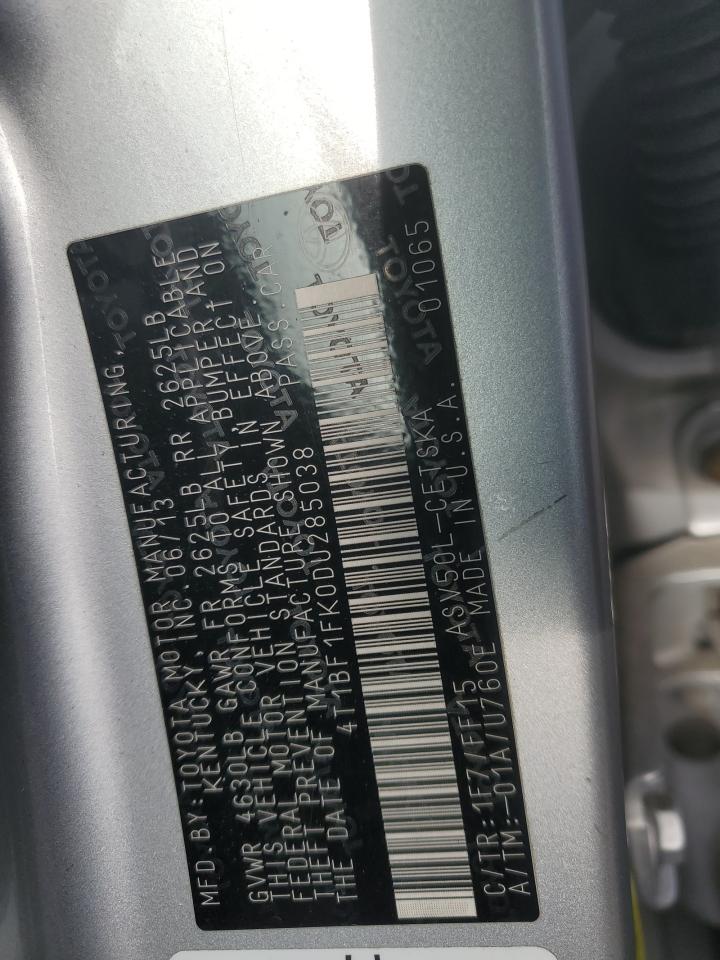 MFD.BY:TOYOTA MOTOR MANUFACTURING,
KENTUCKY, INC 06/13
GVWR 4630LB GAWR FR 2625LB RR 2625LB
THIS VEHICLE CONFORMS TO ALL APPLICABLE
FEDERAL MOTOR VEHICLE SAFETY, BUMPER, AND
THEFT PREVENTION STANDARDS IN EFFECT ON
THE DATE OF MANUFACTURE SHOWN ABOVE.
4T1BF1FK0DU285038 PASS.CAR
C/TR:1F7/FF15 ASV50L-CETSKA
A/TM:-01A/U760E MADE IN U.S.A. 01065
TOYOTA